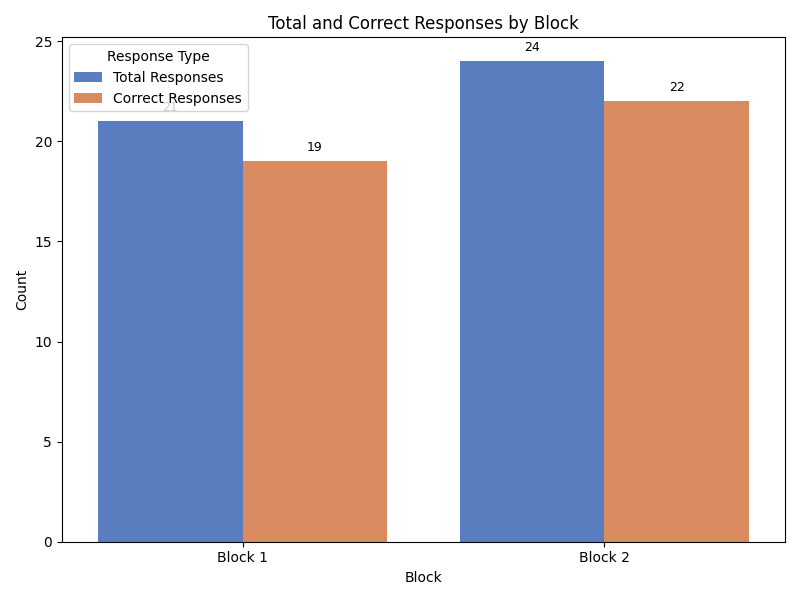 Total and Correct Responses by Block
Response Type
Total Responses
Correct Responses
21
19
24
22
25
20
15
10
5
0
Count
Block 1
Block 2
Block